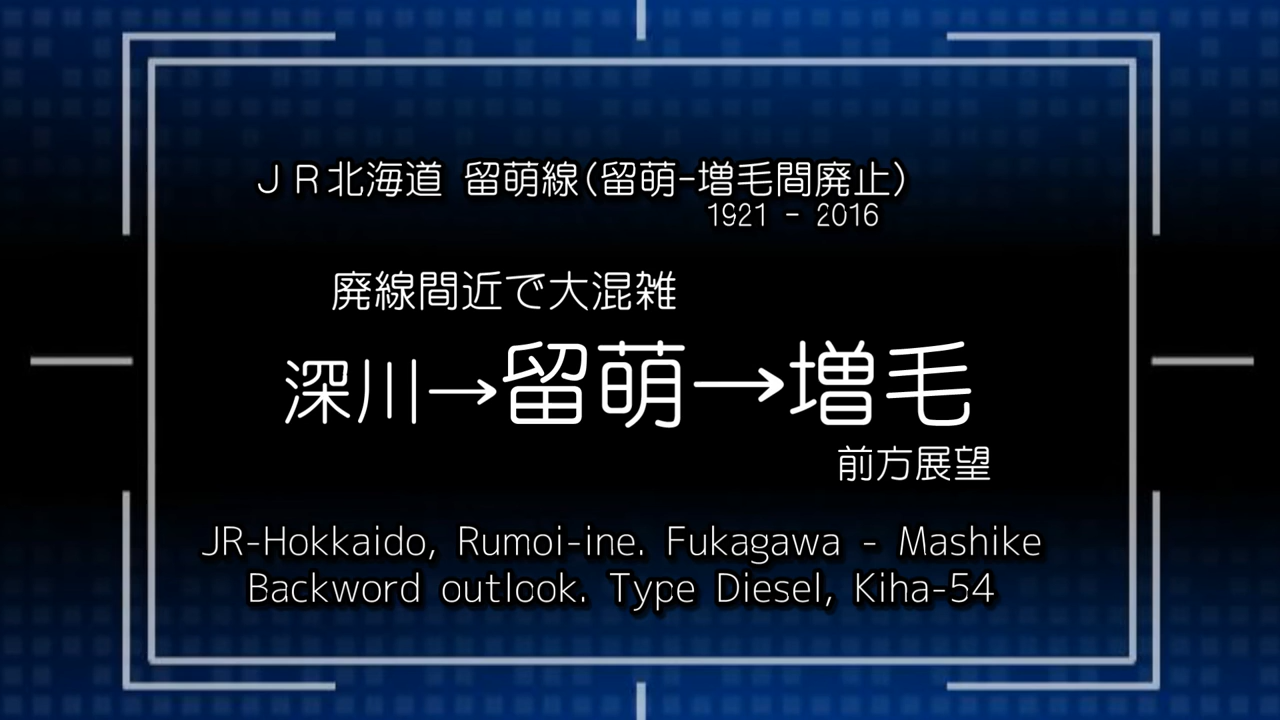 ＪＲ北海道 留萌線(留萌-増毛間廃止)
1921 - 2016
廃線間近で大混雑
深川→留萌→増毛
前方展望
JR-Hokkaido, Rumoi-ine. Fukagawa - Mashike
Backword outlook. Type Diesel, Kiha-54